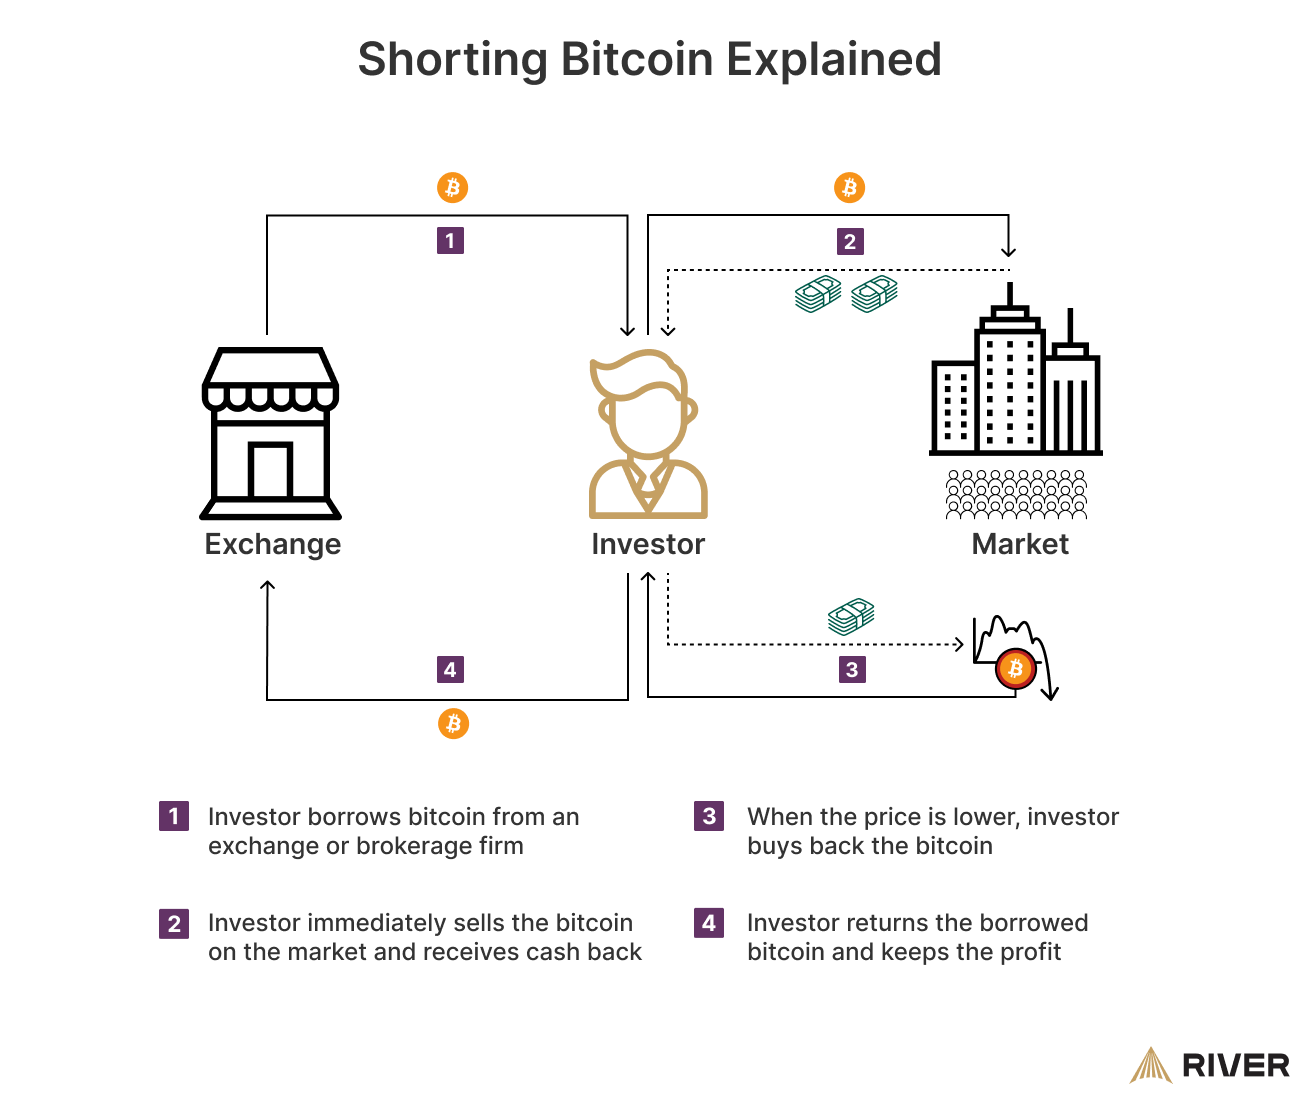 Shorting Bitcoin Explained
1
2
Exchange
Investor
Market
4
3
1 Investor borrows bitcoin from an
exchange or brokerage firm
2 Investor immediately sells the bitcoin
on the market and receives cash back
3 When the price is lower, investor
buys back the bitcoin
4 Investor returns the borrowed
bitcoin and keeps the profit
RIVER